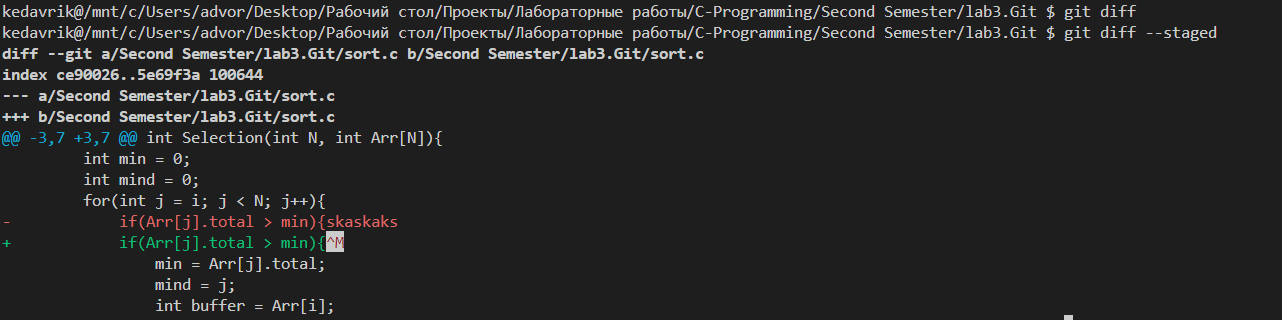 kedavrik@/mnt/c/Users/advor/Desktop/Рабочий стол/Проекты/Лабораторные работы/C-Programming/Second Semester/lab3.Git $ git diff
kedavrik@/mnt/c/Users/advor/Desktop/Рабочий стол/Проекты/Лабораторные работы/C-Programming/Second Semester/lab3.Git $ git diff --staged
diff --git a/Second Semester/lab3.Git/sort.c b/Second Semester/lab3.Git/sort.c
index ce90026..5e69f3a 100644
--- a/Second Semester/lab3.Git/sort.c
+++ b/Second Semester/lab3.Git/sort.c
@@ -3,7 +3,7 @@ int Selection(int N, int Arr[N]){
         int min = 0;
         int mind = 0;
         for(int j = i; j < N; j++){
-            if(Arr[j].total > min){skaskaks
+            if(Arr[j].total > min){^M
                 min = Arr[j].total;
                 mind = j;
                 int buffer = Arr[i];